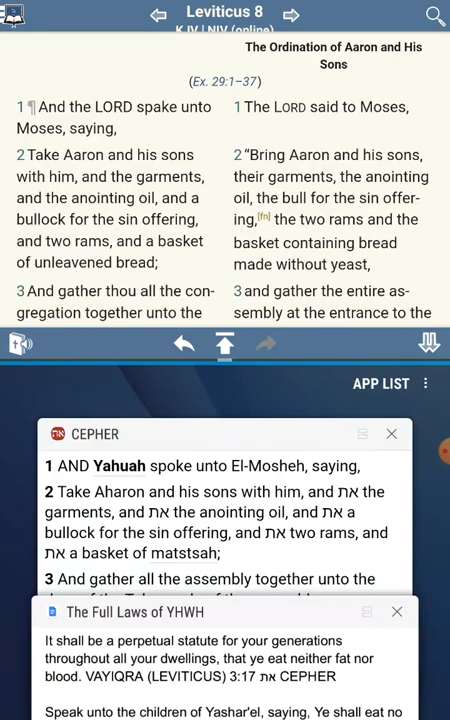 Leviticus 8
KJV | NIV (online)
The Ordination of Aaron and His
Sons
(Ex. 29:1–37)
1 ¶ And the LORD spake unto
Moses, saying,
2 Take Aaron and his sons
with him, and the garments,
and the anointing oil, and a
bullock for the sin offering,
and two rams, and a basket
of unleavened bread;
3 And gather thou all the con-
gregation together unto the
1 The LORD said to Moses,
2 “Bring Aaron and his sons,
their garments, the anointing
oil, the bull for the sin offer-
ing,[fn] the two rams and the
basket containing bread
made without yeast,
3 and gather the entire as-
sembly at the entrance to the
APP LIST
את CEPHER
1 AND Yahuah spoke unto El-Mosheh, saying,
2 Take Aharon and his sons with him, and את the
garments, and את the anointing oil, and את a
bullock for the sin offering, and את two rams, and
את a basket of matstsah;
3 And gather all the assembly together unto the
The Full Laws of YHWH
It shall be a perpetual statute for your generations
throughout all your dwellings, that ye eat neither fat nor
blood. VAYIQRA (LEVITICUS) 3:17 את CEPHER
Speak unto the children of Yashar'el, saying, Ye shall eat no